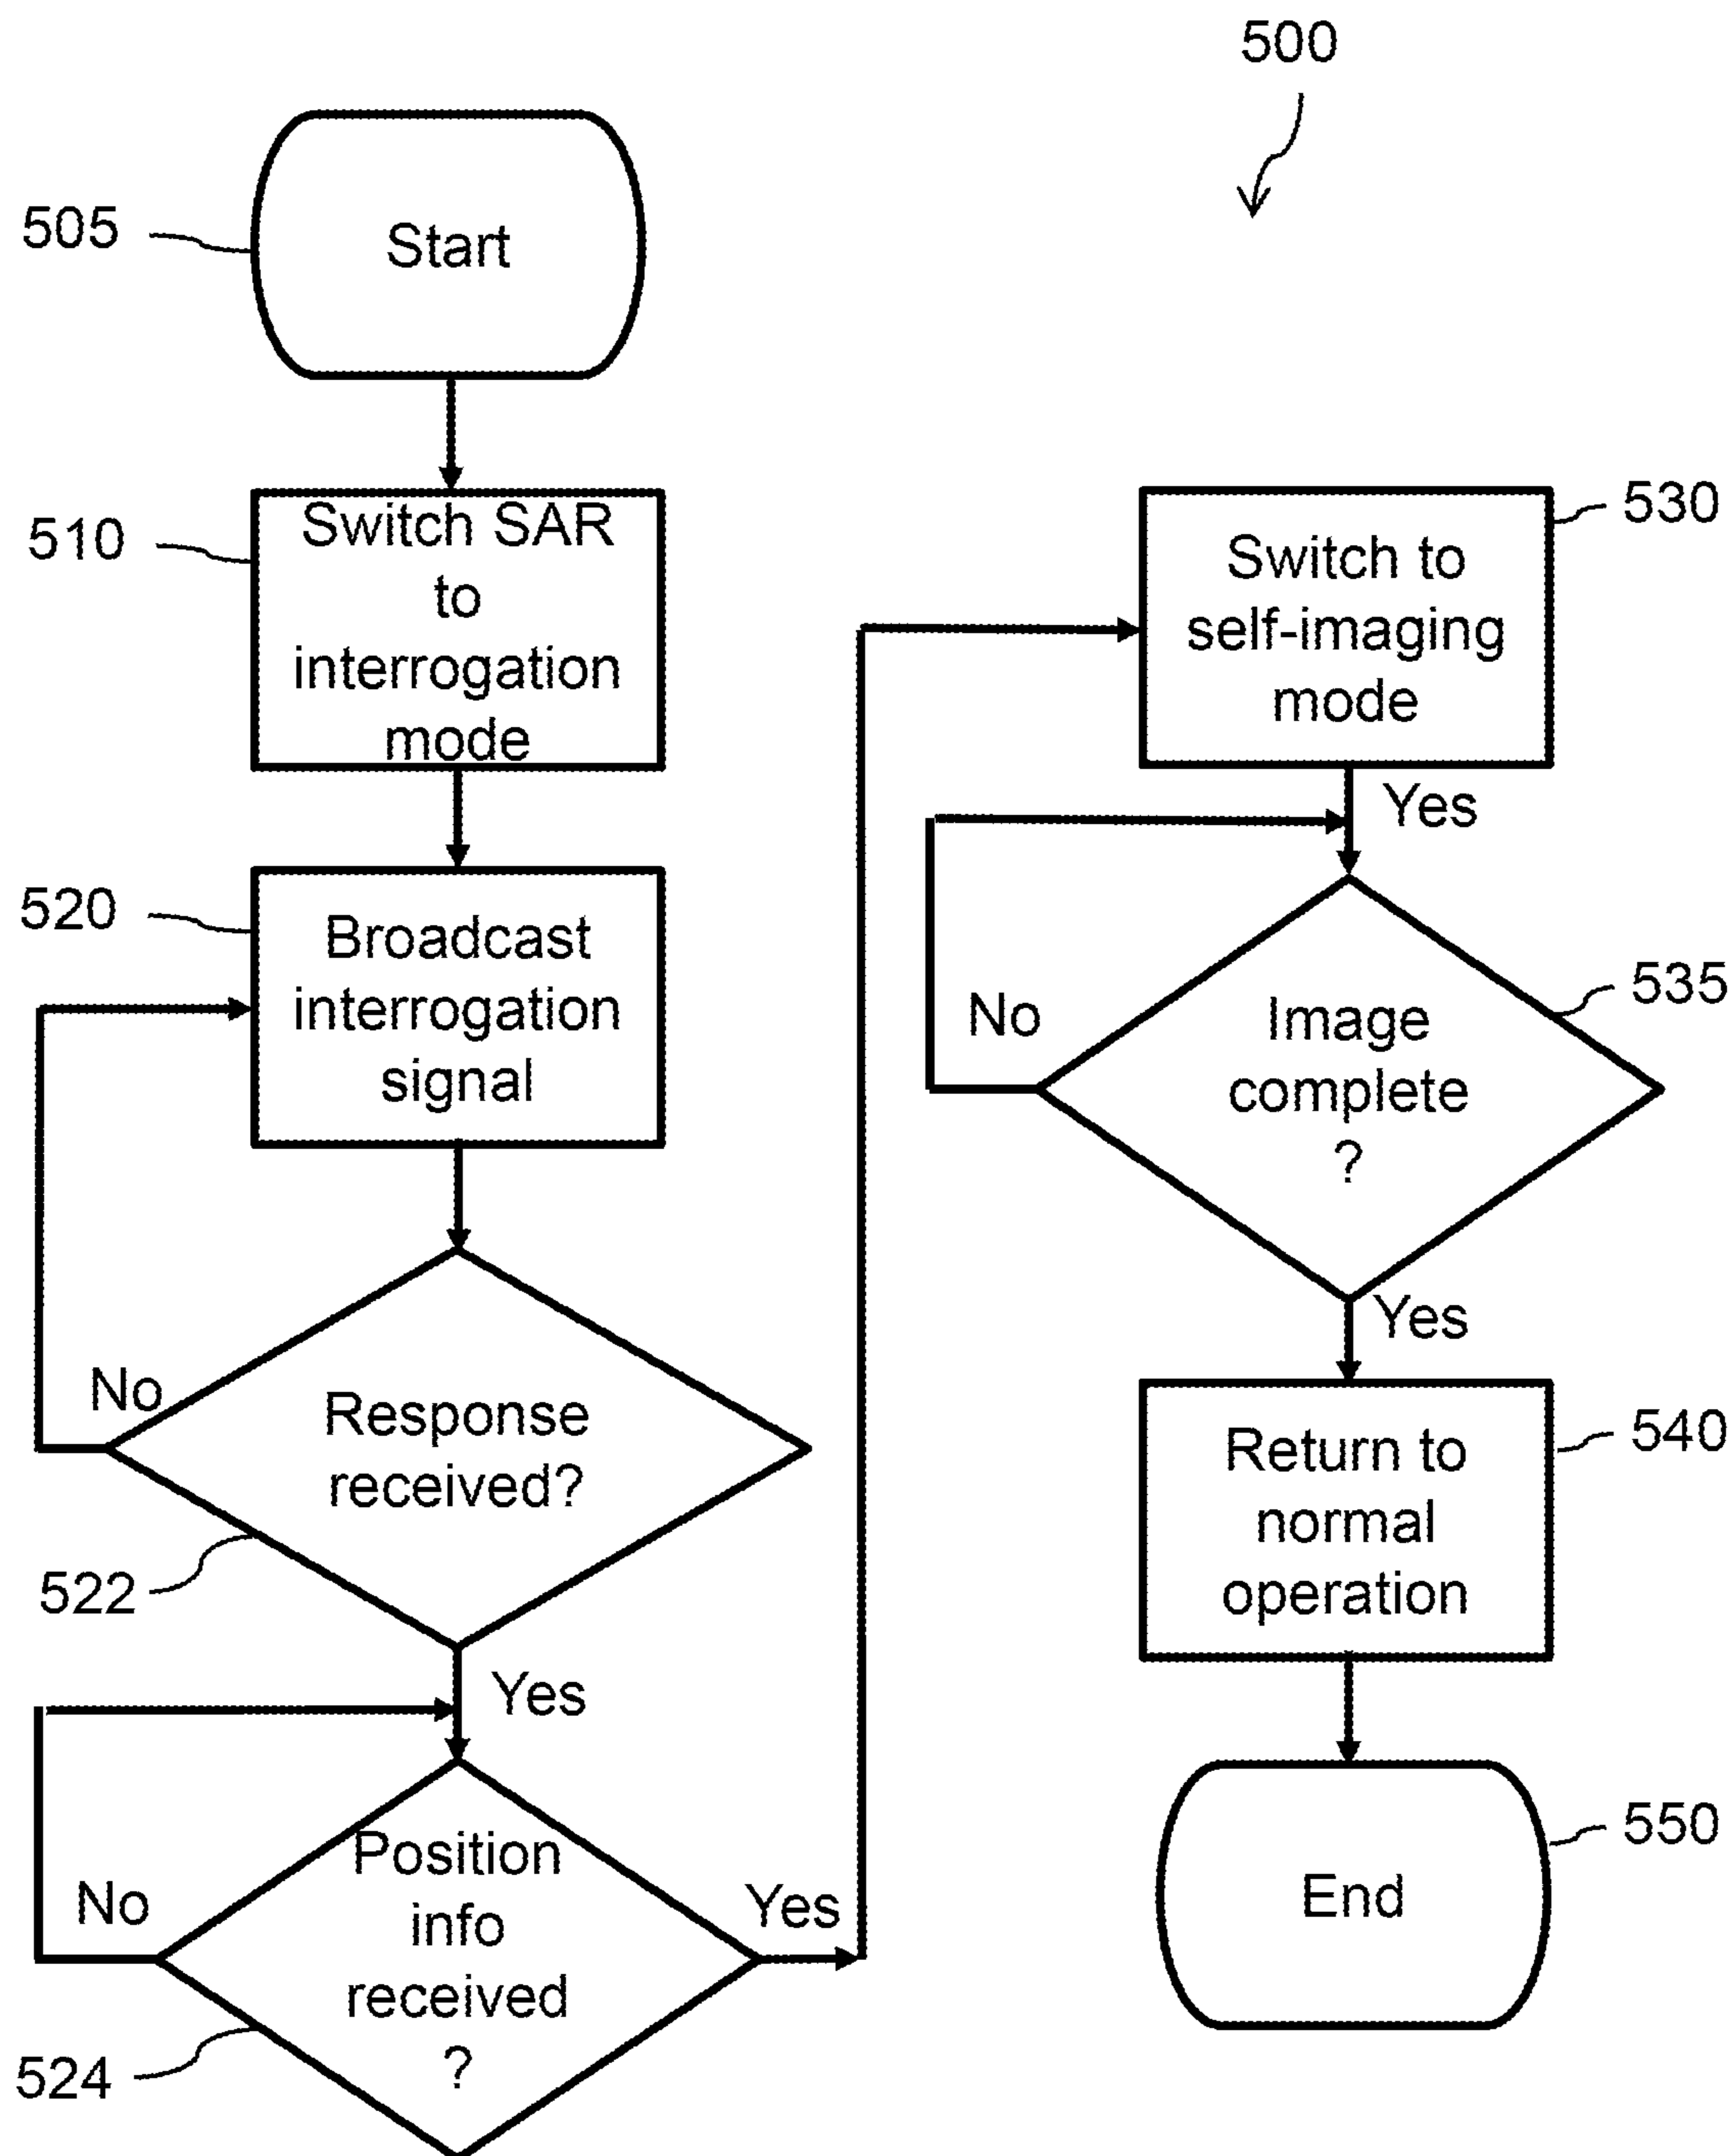 500
505
Start
510
Switch SAR
to
interrogation
mode
520
Broadcast
interrogation
signal
No
Response
received?
522
Yes
No
Position
info
received
?
Yes
524
530
Switch to
self-imaging
mode
Yes
No
Image
complete
?
535
Yes
540
Return to
normal
operation
550
End